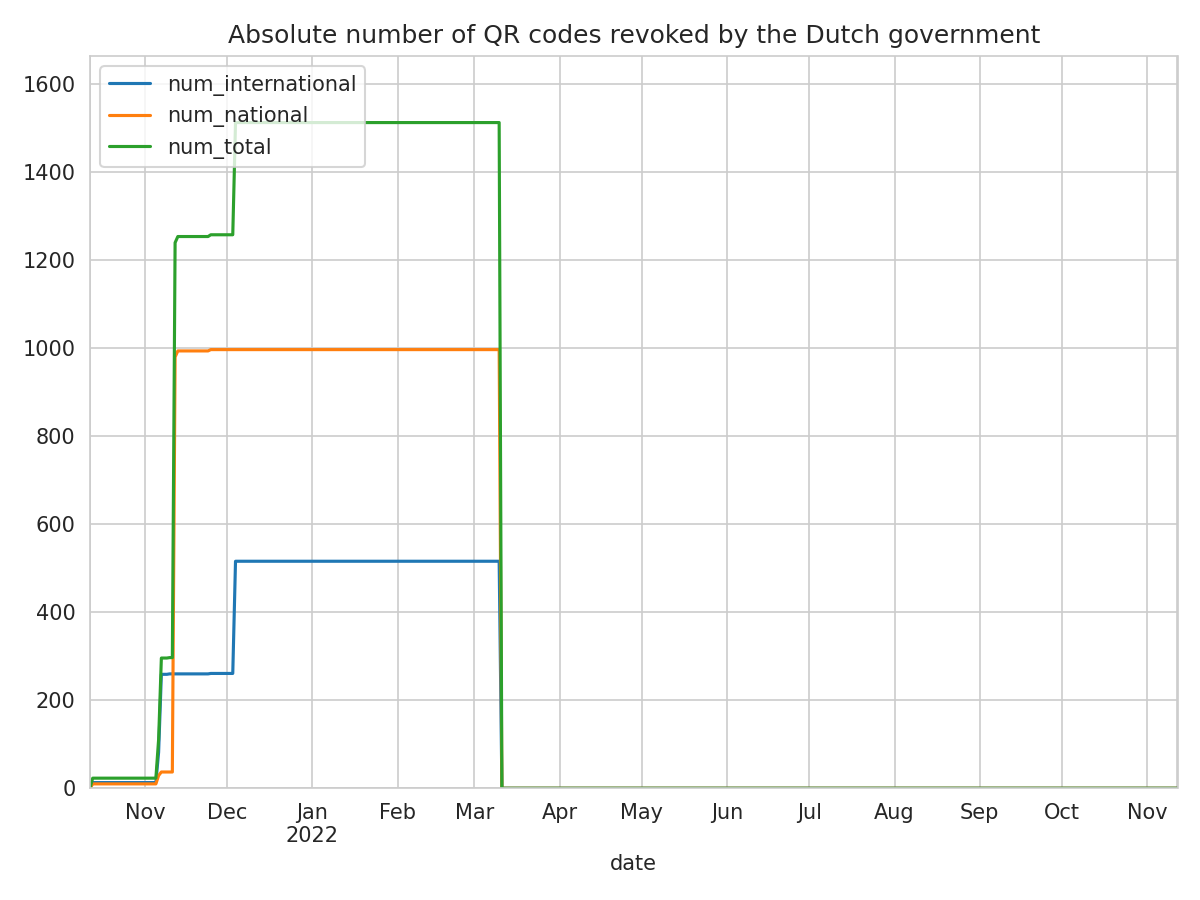 Absolute number of QR codes revoked by the Dutch government
num_international
num_national
num_total
1600
1400
1200
1000
800
600
400
200
0
Nov Dec Jan Feb Mar Apr May Jun Jul Aug Sep Oct Nov
2022
date